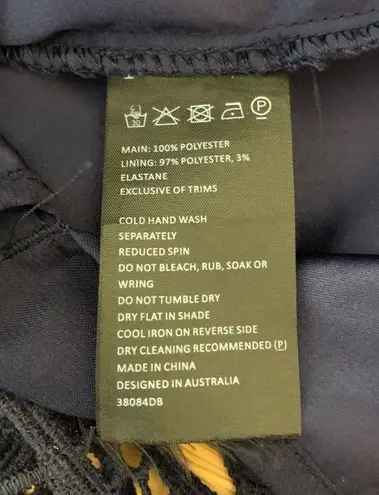 30 P
MAIN: 100% POLYESTER
LINING: 97% POLYESTER, 3%
ELASTANE
EXCLUSIVE OF TRIMS
COLD HAND WASH
SEPARATELY
REDUCED SPIN
DO NOT BLEACH, RUB, SOAK OR
WRING
DO NOT TUMBLE DRY
DRY FLAT IN SHADE
COOL IRON ON REVERSE SIDE
DRY CLEANING RECOMMENDED (P)
MADE IN CHINA
DESIGNED IN AUSTRALIA
38084DB